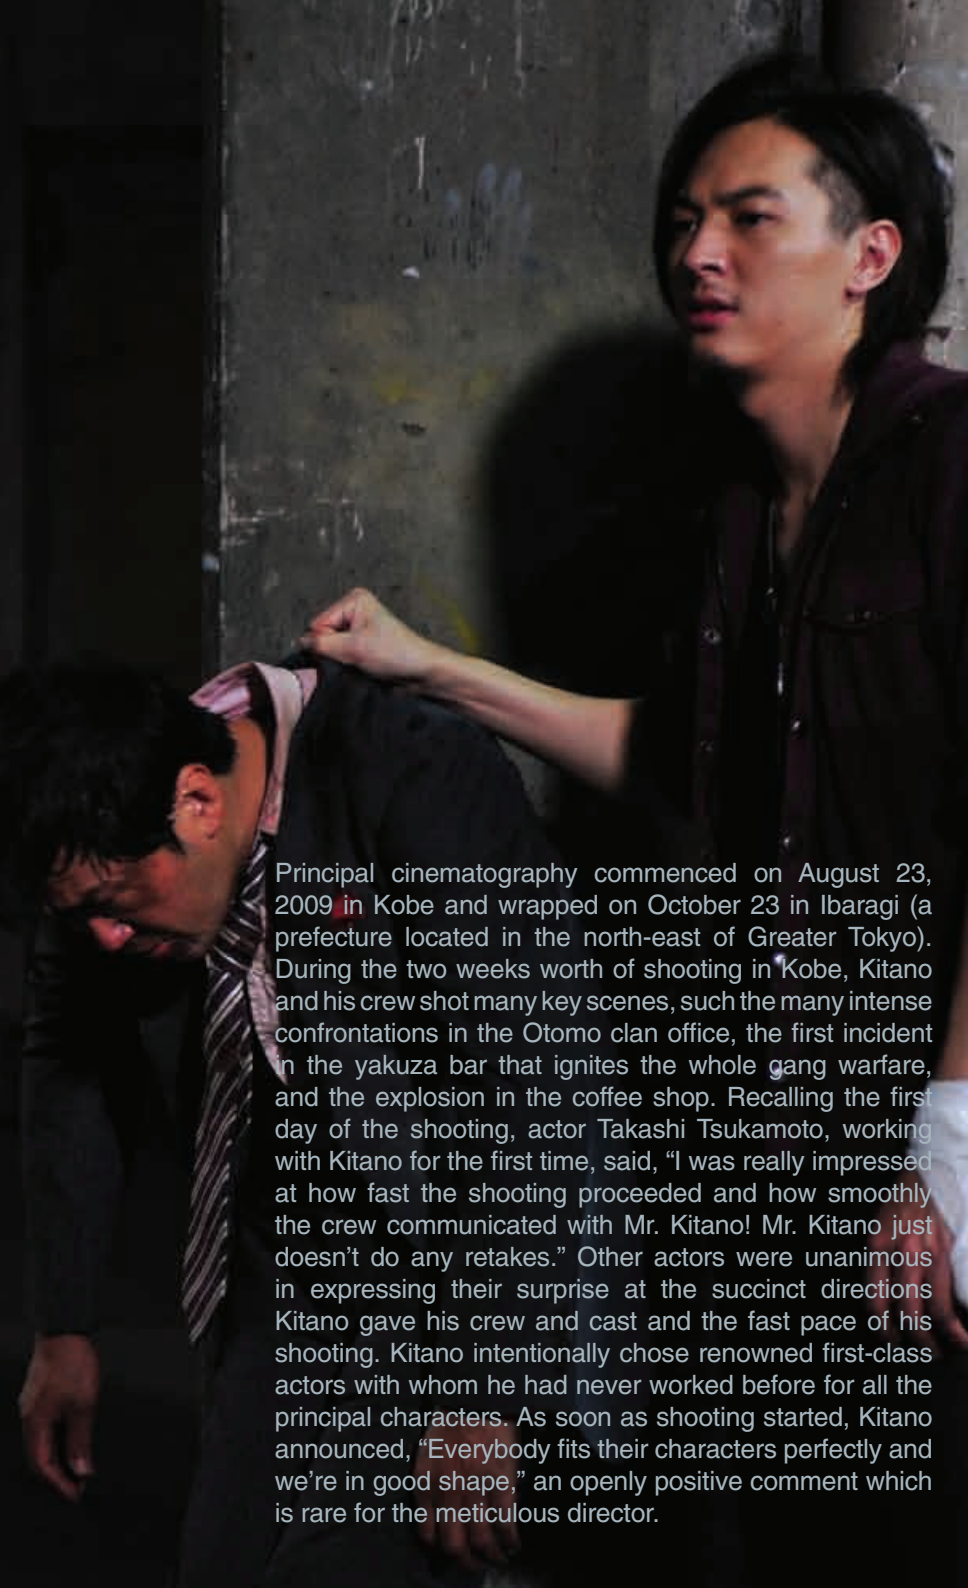 Principal cinematography commenced on August 23,
2009 in Kobe and wrapped on October 23 in Ibaragi (a
prefecture located in the north-east of Greater Tokyo).
During the two weeks worth of shooting in Kobe, Kitano
and his crew shot many key scenes, such the many intense
confrontations in the Otomo clan office, the first incident
in the yakuza bar that ignites the whole gang warfare,
and the explosion in the coffee shop. Recalling the first
day of the shooting, actor Takashi Tsukamoto, working
with Kitano for the first time, said, “I was really impressed
at how fast the shooting proceeded and how smoothly
the crew communicated with Mr. Kitano! Mr. Kitano just
doesn’t do any retakes.” Other actors were unanimous
in expressing their surprise at the succinct directions
Kitano gave his crew and cast and the fast pace of his
shooting. Kitano intentionally chose renowned first-class
actors with whom he had never worked before for all the
principal characters. As soon as shooting started, Kitano
announced, “Everybody fits their characters perfectly and
we’re in good shape,” an openly positive comment which
is rare for the meticulous director.